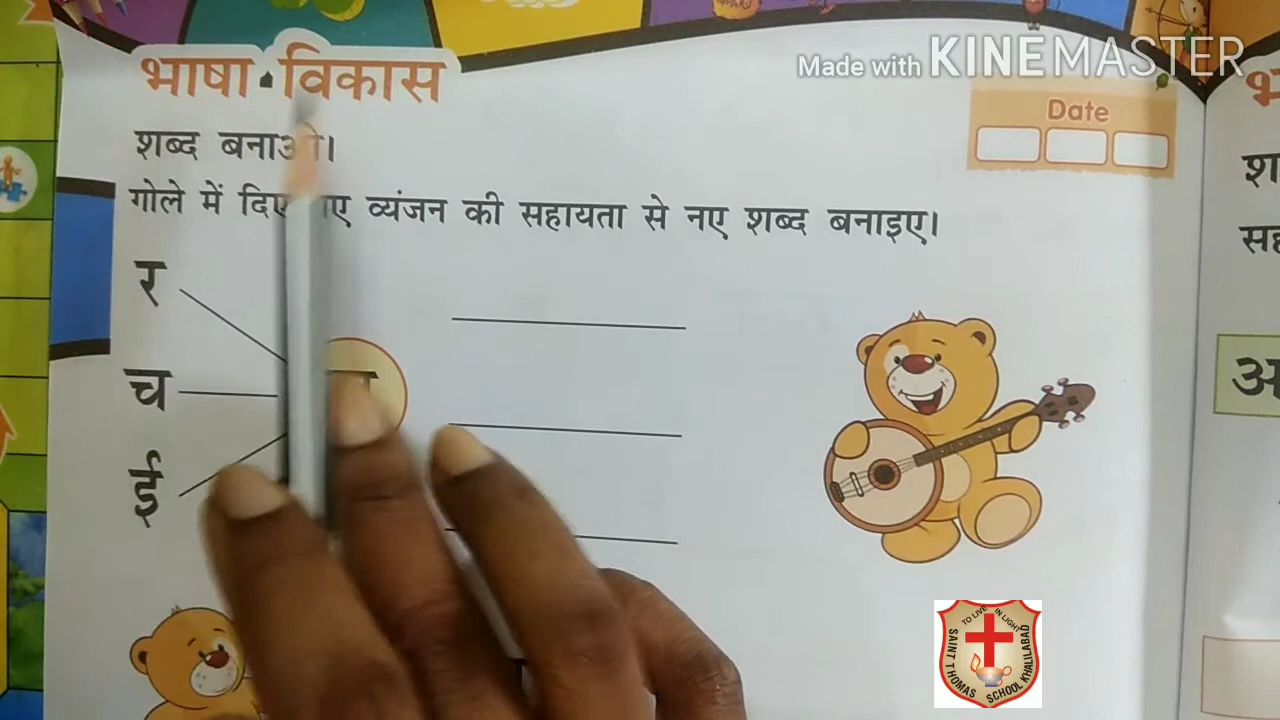 Made with KINEMASTER
भाषा विकास
Date
शब्द बनाओ।
गोले में दिए गए व्यंजन की सहायता से नए शब्द बनाइए।
र
च
ई
TO LIVE IN LIGHT
SAINT THOMAS SCHOOL KHALILABAD